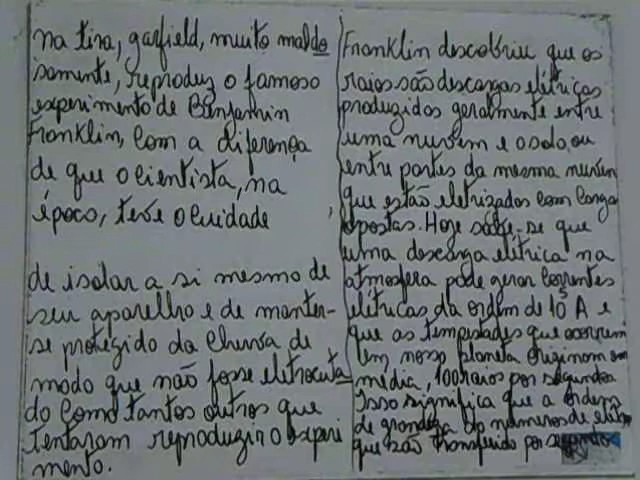 na tira, garfield, muito maldo
samente, reproduz o famoso
experimento de Benjamin
Franklin, com a diferença
de que o cientista, na
época, teve o cuidado
de isolar a si mesmo de
seu aparelho e de manter-
se protegido da chuva de
modo que não fosse eletrocuta
do como tantos outros que
tentaram reproduzir o experi
mento.
Franklin descobriu que os
raios são descargas elétricas
produzidas geralmente entre
uma nuvem e o solo, ou
entre partes da mesma nuvem
que estão eletrizadas com cargas
opostas. Hoje sabe-se que
uma descarga elétrica na
atmosfera pode gerar correntes
elétricas da ordem de 10⁵ A e
que as tempestades que ocorrem
em nosso planeta originam em
média, 100 raios por segundo.
Isso significa que a ordem
de grandeza do número de
que são transferido por segundo